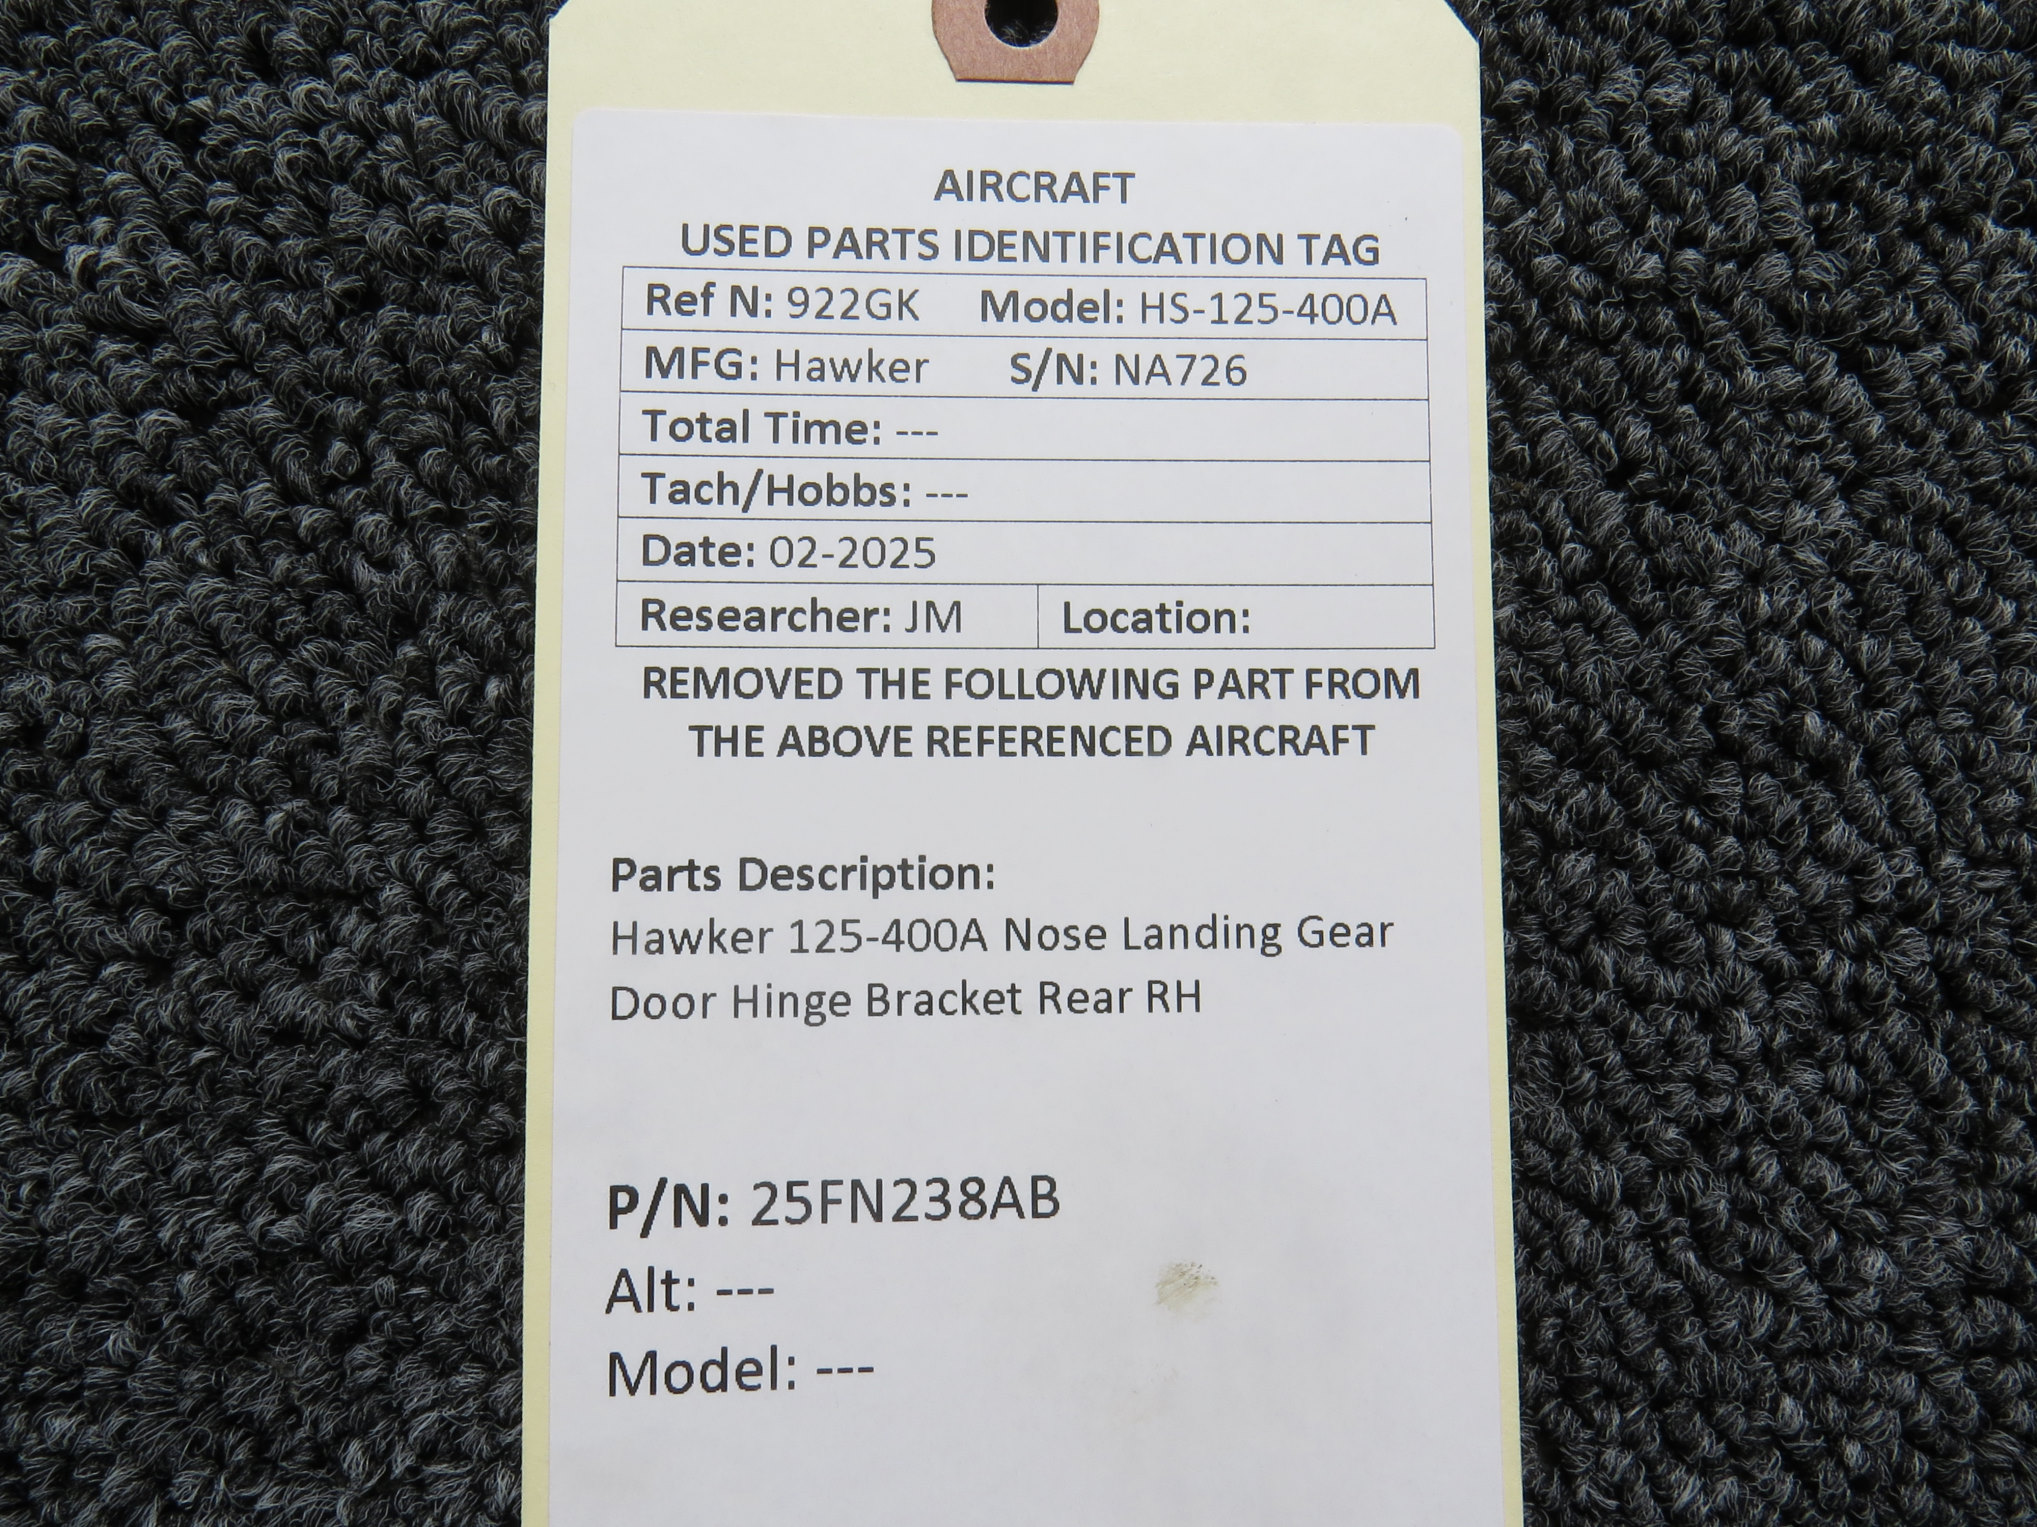 AIRCRAFT
USED PARTS IDENTIFICATION TAG
Ref N: 922GK Model: HS-125-400A
MFG: Hawker S/N: NA726
Total Time: ---
Tach/Hobbs: ---
Date: 02-2025
Researcher: JM Location:
REMOVED THE FOLLOWING PART FROM
THE ABOVE REFERENCED AIRCRAFT
Parts Description:
Hawker 125-400A Nose Landing Gear
Door Hinge Bracket Rear RH
P/N: 25FN238AB
Alt: ---
Model: ---